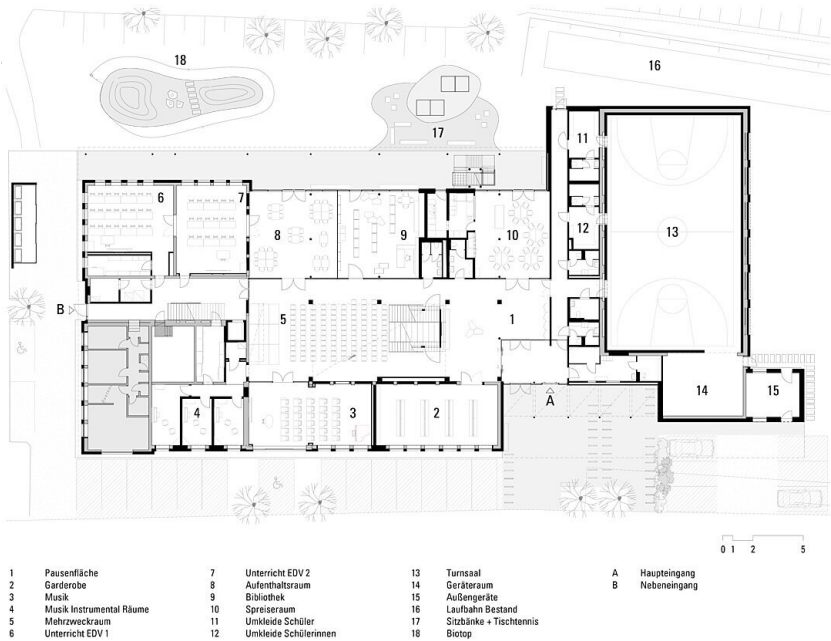 18
16
17
11
6
7
8
9
10
12
13
B
5
1
A
14
15
4
3
2
0 1 2 5
1 Pausenfläche
2 Garderobe
3 Musik
4 Musik Instrumental Räume
5 Mehrzweckraum
6 Unterricht EDV 1
7 Unterricht EDV 2
8 Aufenthaltsraum
9 Bibliothek
10 Speiseraum
11 Umkleide Schüler
12 Umkleide Schülerinnen
13 Turnsaal
14 Geräteraum
15 Außengeräte
16 Laufbahn Bestand
17 Sitzbänke + Tischtennis
18 Biotop
A Haupteingang
B Nebeneingang